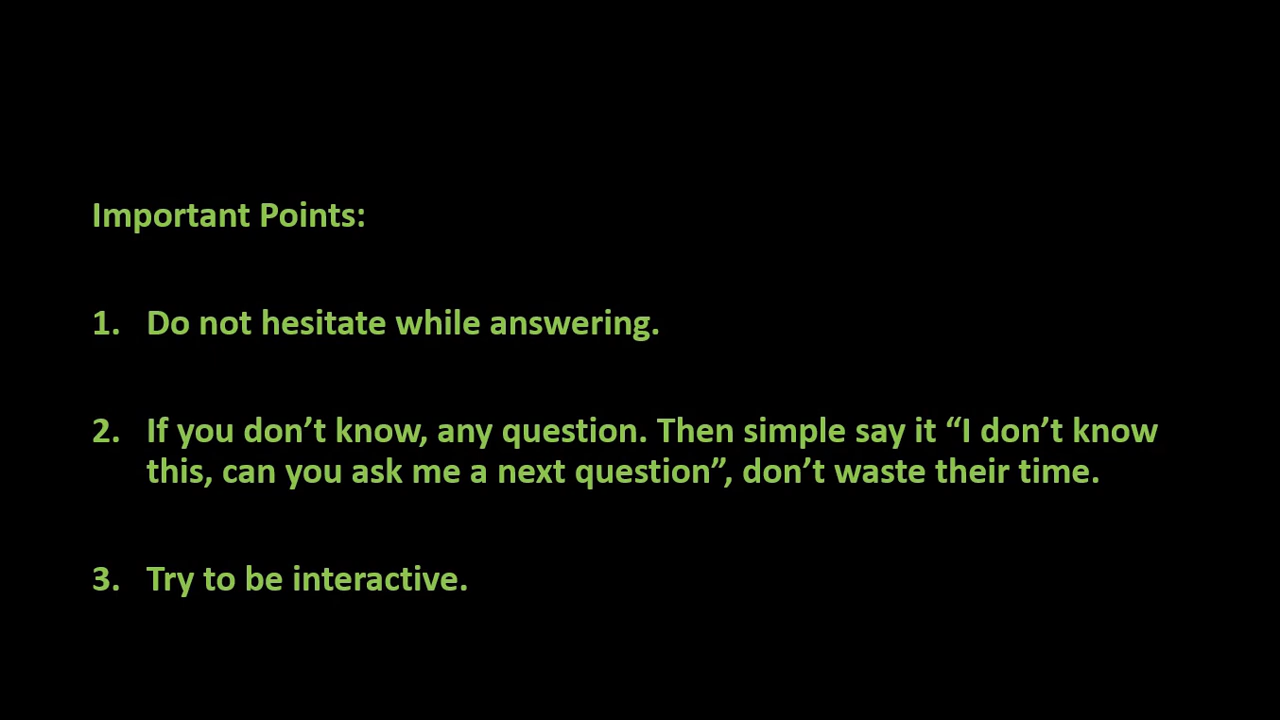 Important Points:
1. Do not hesitate while answering.
2. If you don’t know, any question. Then simple say it “I don’t know
this, can you ask me a next question”, don’t waste their time.
3. Try to be interactive.